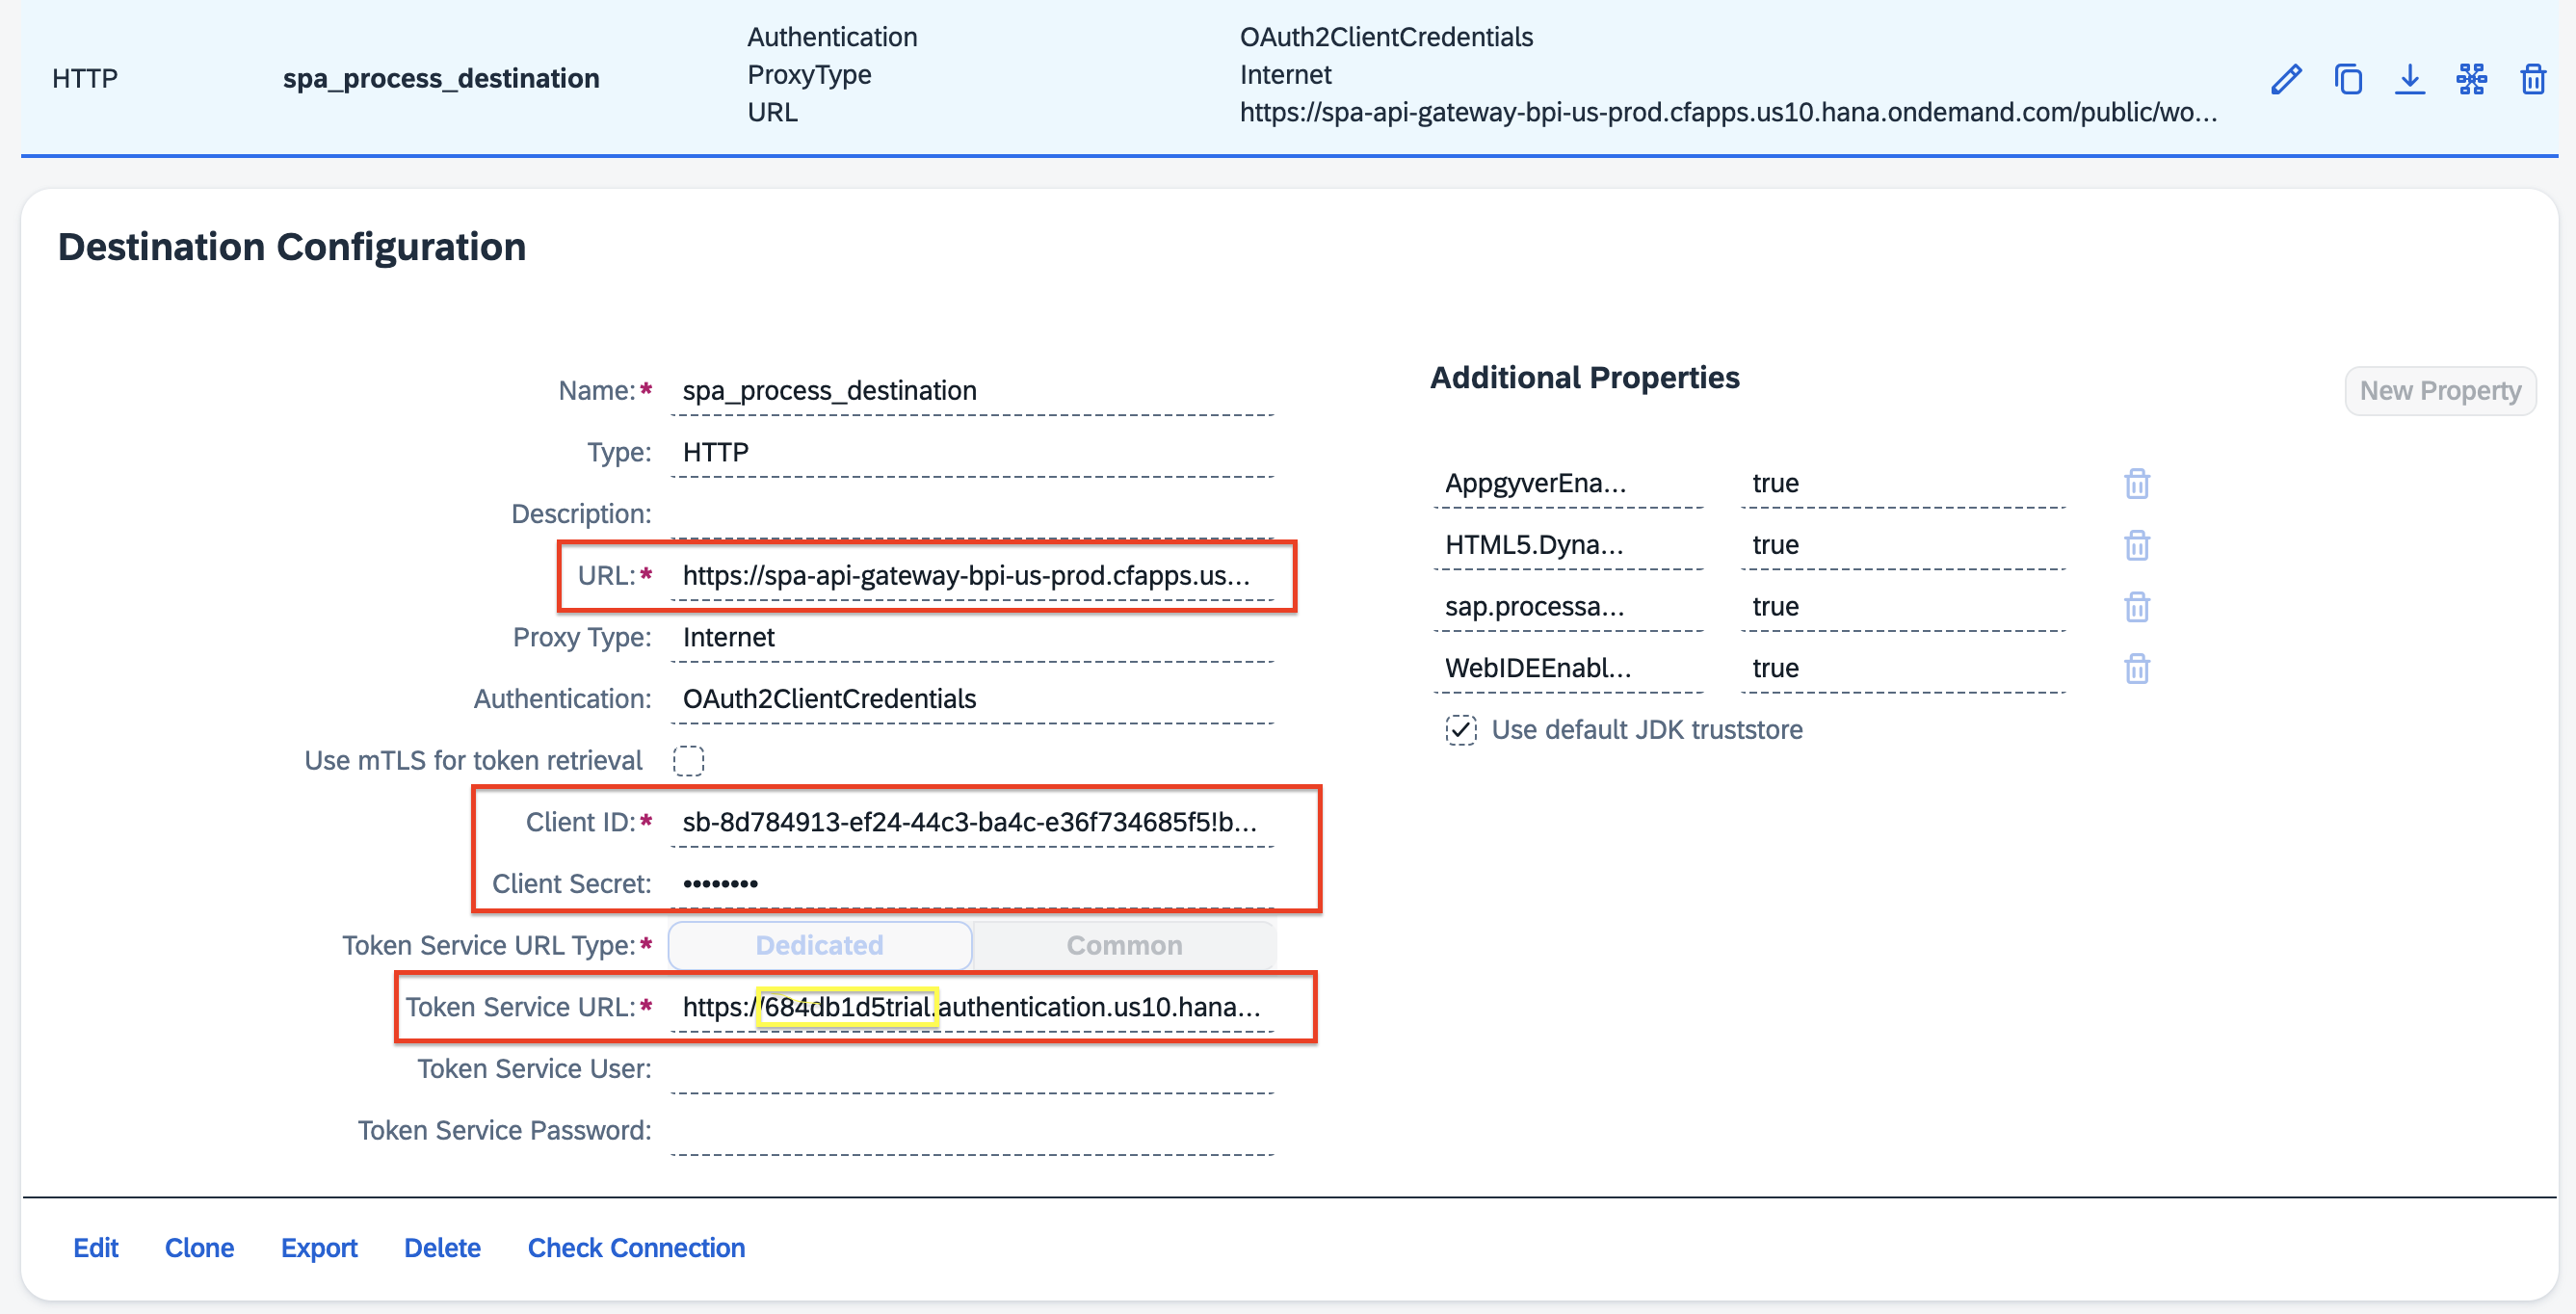 Authentication OAuth2ClientCredentials
HTTP spa_process_destination ProxyType Internet
URL https://spa-api-gateway-bpi-us-prod.cfapps.us10.hana.ondemand.com/public/wo...
Destination Configuration
Additional Properties
New Property
Name:* spa_process_destination
Type: HTTP
Description:
URL:* https://spa-api-gateway-bpi-us-prod.cfapps.us...
Proxy Type: Internet
Authentication: OAuth2ClientCredentials
Use mTLS for token retrieval
Client ID:* sb-8d784913-ef24-44c3-ba4c-e36f734685f5!b...
Client Secret: ••••••••
Token Service URL Type:* Dedicated Common
Token Service URL:* https://684db1d5trial.authentication.us10.hana...
Token Service User:
Token Service Password:
AppgyverEna... true
HTML5.Dyna... true
sap.processa... true
WebIDEEnabl... true
Use default JDK truststore
Edit Clone Export Delete Check Connection